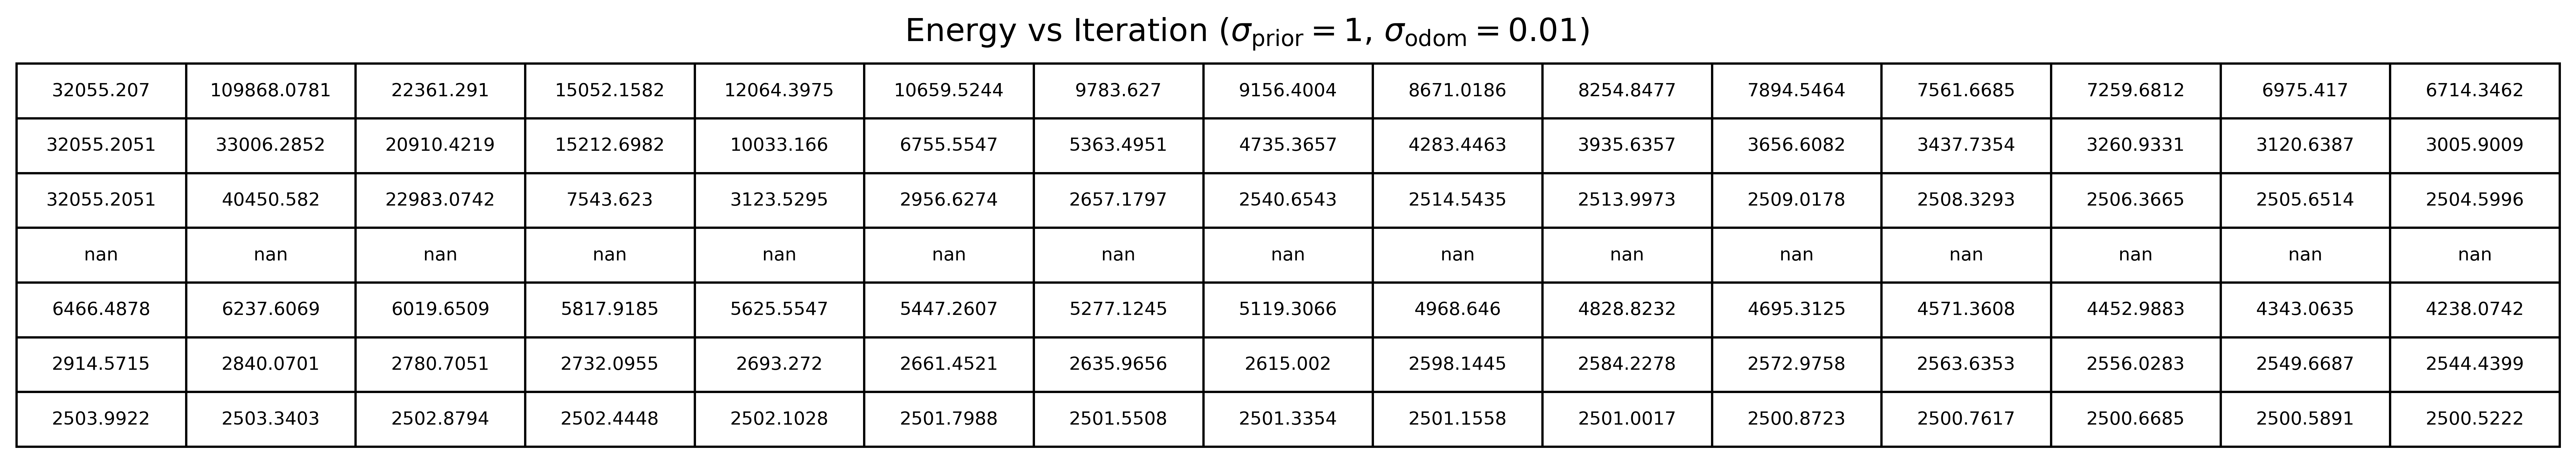 Energy vs Iteration (σprior = 1, σodom = 0.01)
32055.207 109868.0781 22361.291 15052.1582 12064.3975 10659.5244 9783.627 9156.4004 8671.0186 8254.8477 7894.5464 7561.6685 7259.6812 6975.417 6714.3462
32055.2051 33006.2852 20910.4219 15212.6982 10033.166 6755.5547 5363.4951 4735.3657 4283.4463 3935.6357 3656.6082 3437.7354 3260.9331 3120.6387 3005.9009
32055.2051 40450.582 22983.0742 7543.623 3123.5295 2956.6274 2657.1797 2540.6543 2514.5435 2513.9973 2509.0178 2508.3293 2506.3665 2505.6514 2504.5996
nan nan nan nan nan nan nan nan nan nan nan nan nan nan nan
6466.4878 6237.6069 6019.6509 5817.9185 5625.5547 5447.2607 5277.1245 5119.3066 4968.646 4828.8232 4695.3125 4571.3608 4452.9883 4343.0635 4238.0742
2914.5715 2840.0701 2780.7051 2732.0955 2693.272 2661.4521 2635.9656 2615.002 2598.1445 2584.2278 2572.9758 2563.6353 2556.0283 2549.6687 2544.4399
2503.9922 2503.3403 2502.8794 2502.4448 2502.1028 2501.7988 2501.5508 2501.3354 2501.1558 2501.0017 2500.8723 2500.7617 2500.6685 2500.5891 2500.5222